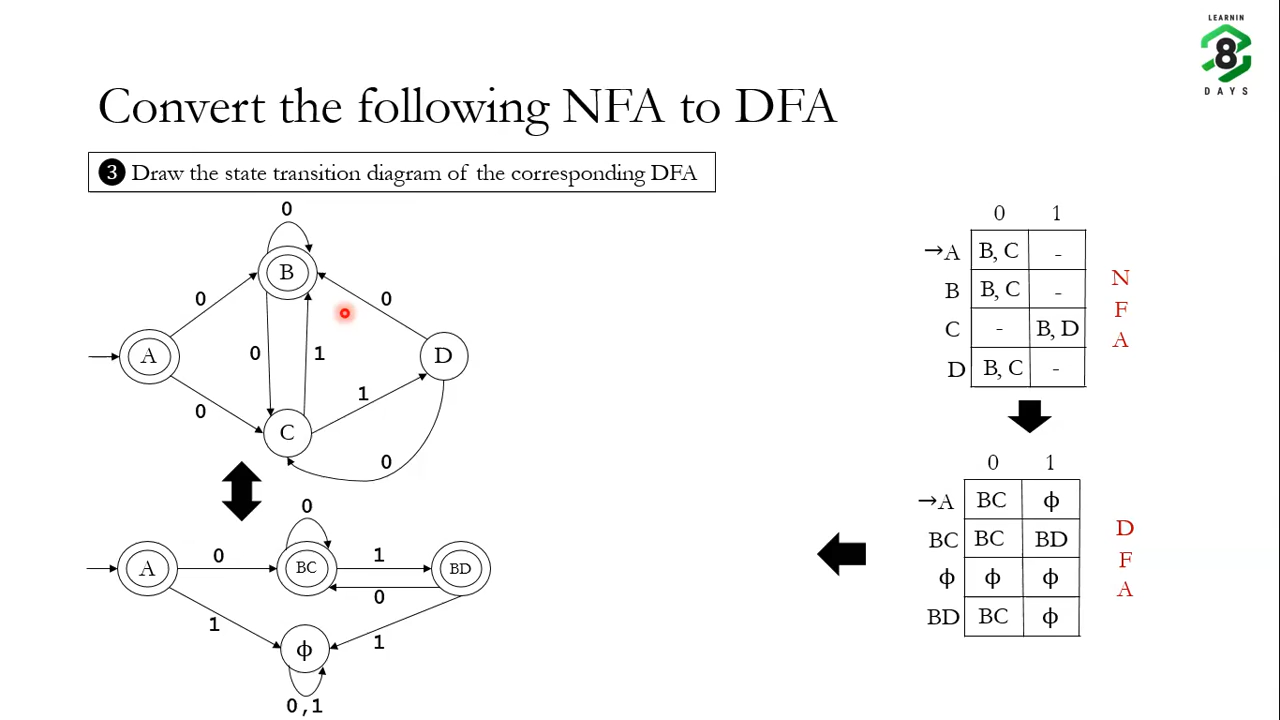 LEARNIN
8
DAYS
Convert the following NFA to DFA
❸ Draw the state transition diagram of the corresponding DFA
0
B
0
0
A
0
1
D
1
0
C
0
0 1
→A B, C -
B B, C -
C - B, D
D B, C -
N
F
A
0
A
0
BC
1
BD
0
1
ϕ
1
0,1
0 1
→A BC ϕ
BC BC BD
ϕ ϕ ϕ
BD BC ϕ
D
F
A